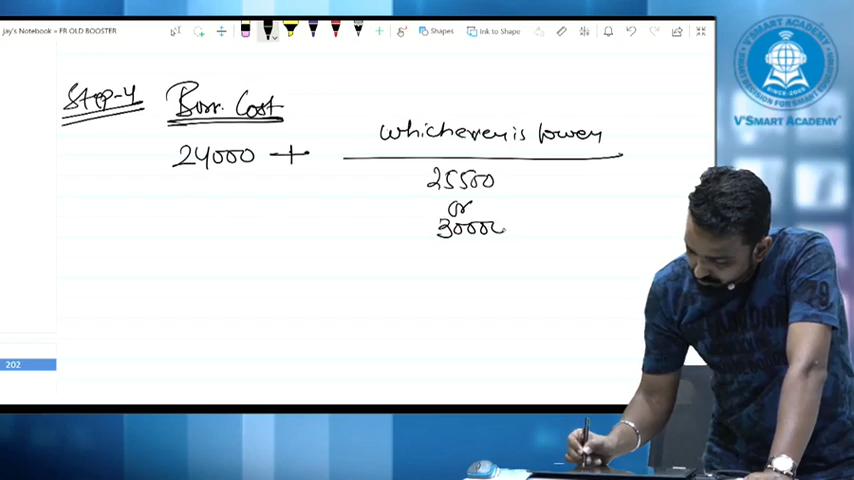 jay's Notebook » FR OLD BOOSTER
Shapes
Ink to Shape
Step-4 Borr. Cost
whichever is lower
24000 +
25500
or
30000
202
V'SMART ACADEMY
SINCE-2005
V'SMART ACADEMY
79